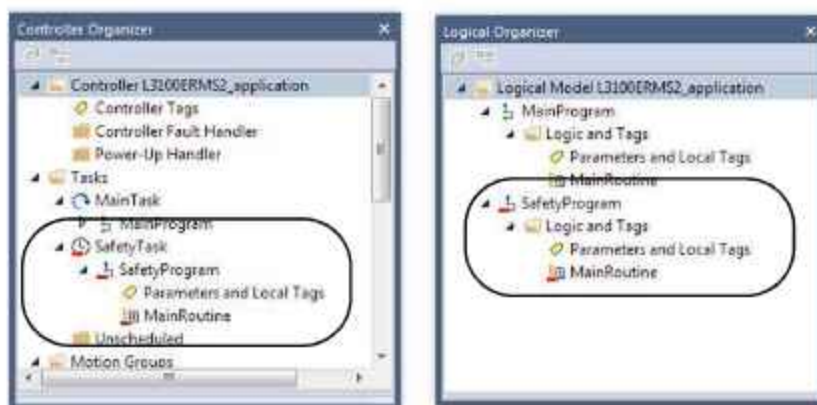 Controller Organizer
Controller L3100ERMS2_application
Controller Tags
Controller Fault Handler
Power-Up Handler
Tasks
MainTask
MainProgram
SafetyTask
SafetyProgram
Parameters and Local Tags
MainRoutine
Unscheduled
Motion Groups
Logical Organizer
Logical Model L3100ERMS2_application
MainProgram
Logic and Tags
Parameters and Local Tags
MainRoutine
SafetyProgram
Logic and Tags
Parameters and Local Tags
MainRoutine